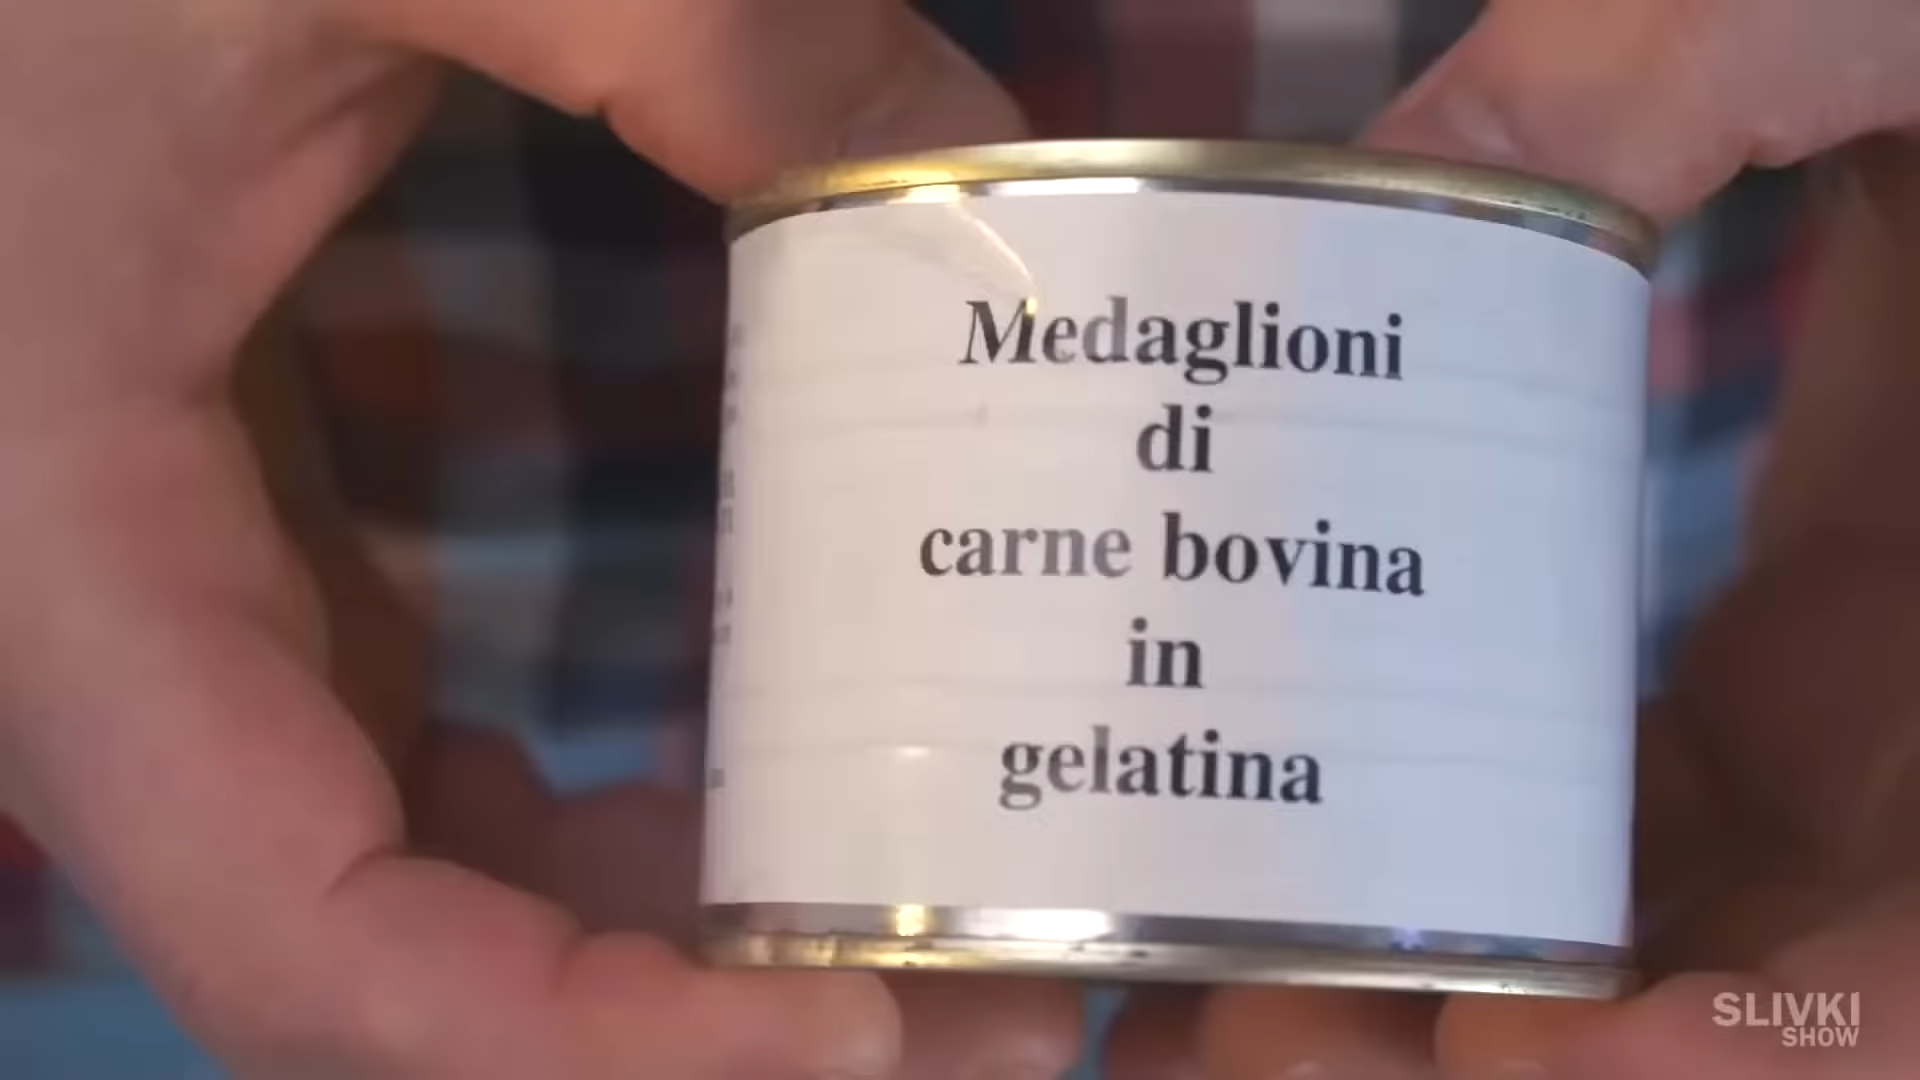 Medaglioni
di
carne bovina
in
gelatina
SLIVKI
SHOW